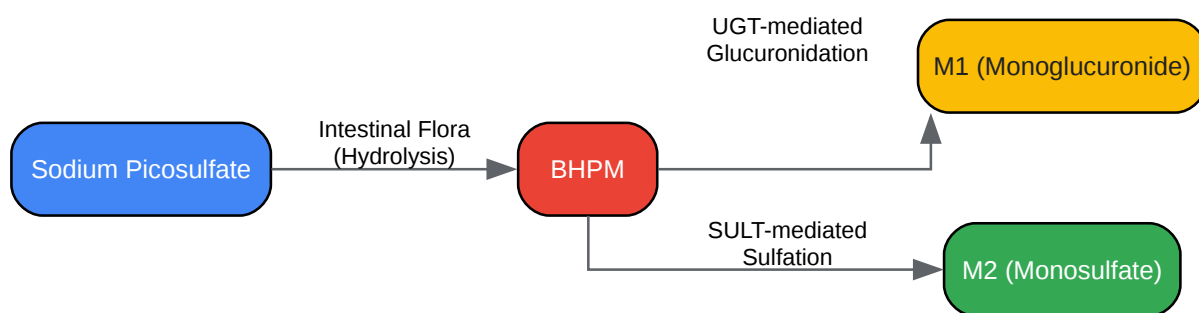 UGT-mediated
Glucuronidation
M1 (Monoglucuronide)
Intestinal Flora
(Hydrolysis)
Sodium Picosulfate
BHPM
SULT-mediated
Sulfation
M2 (Monosulfate)